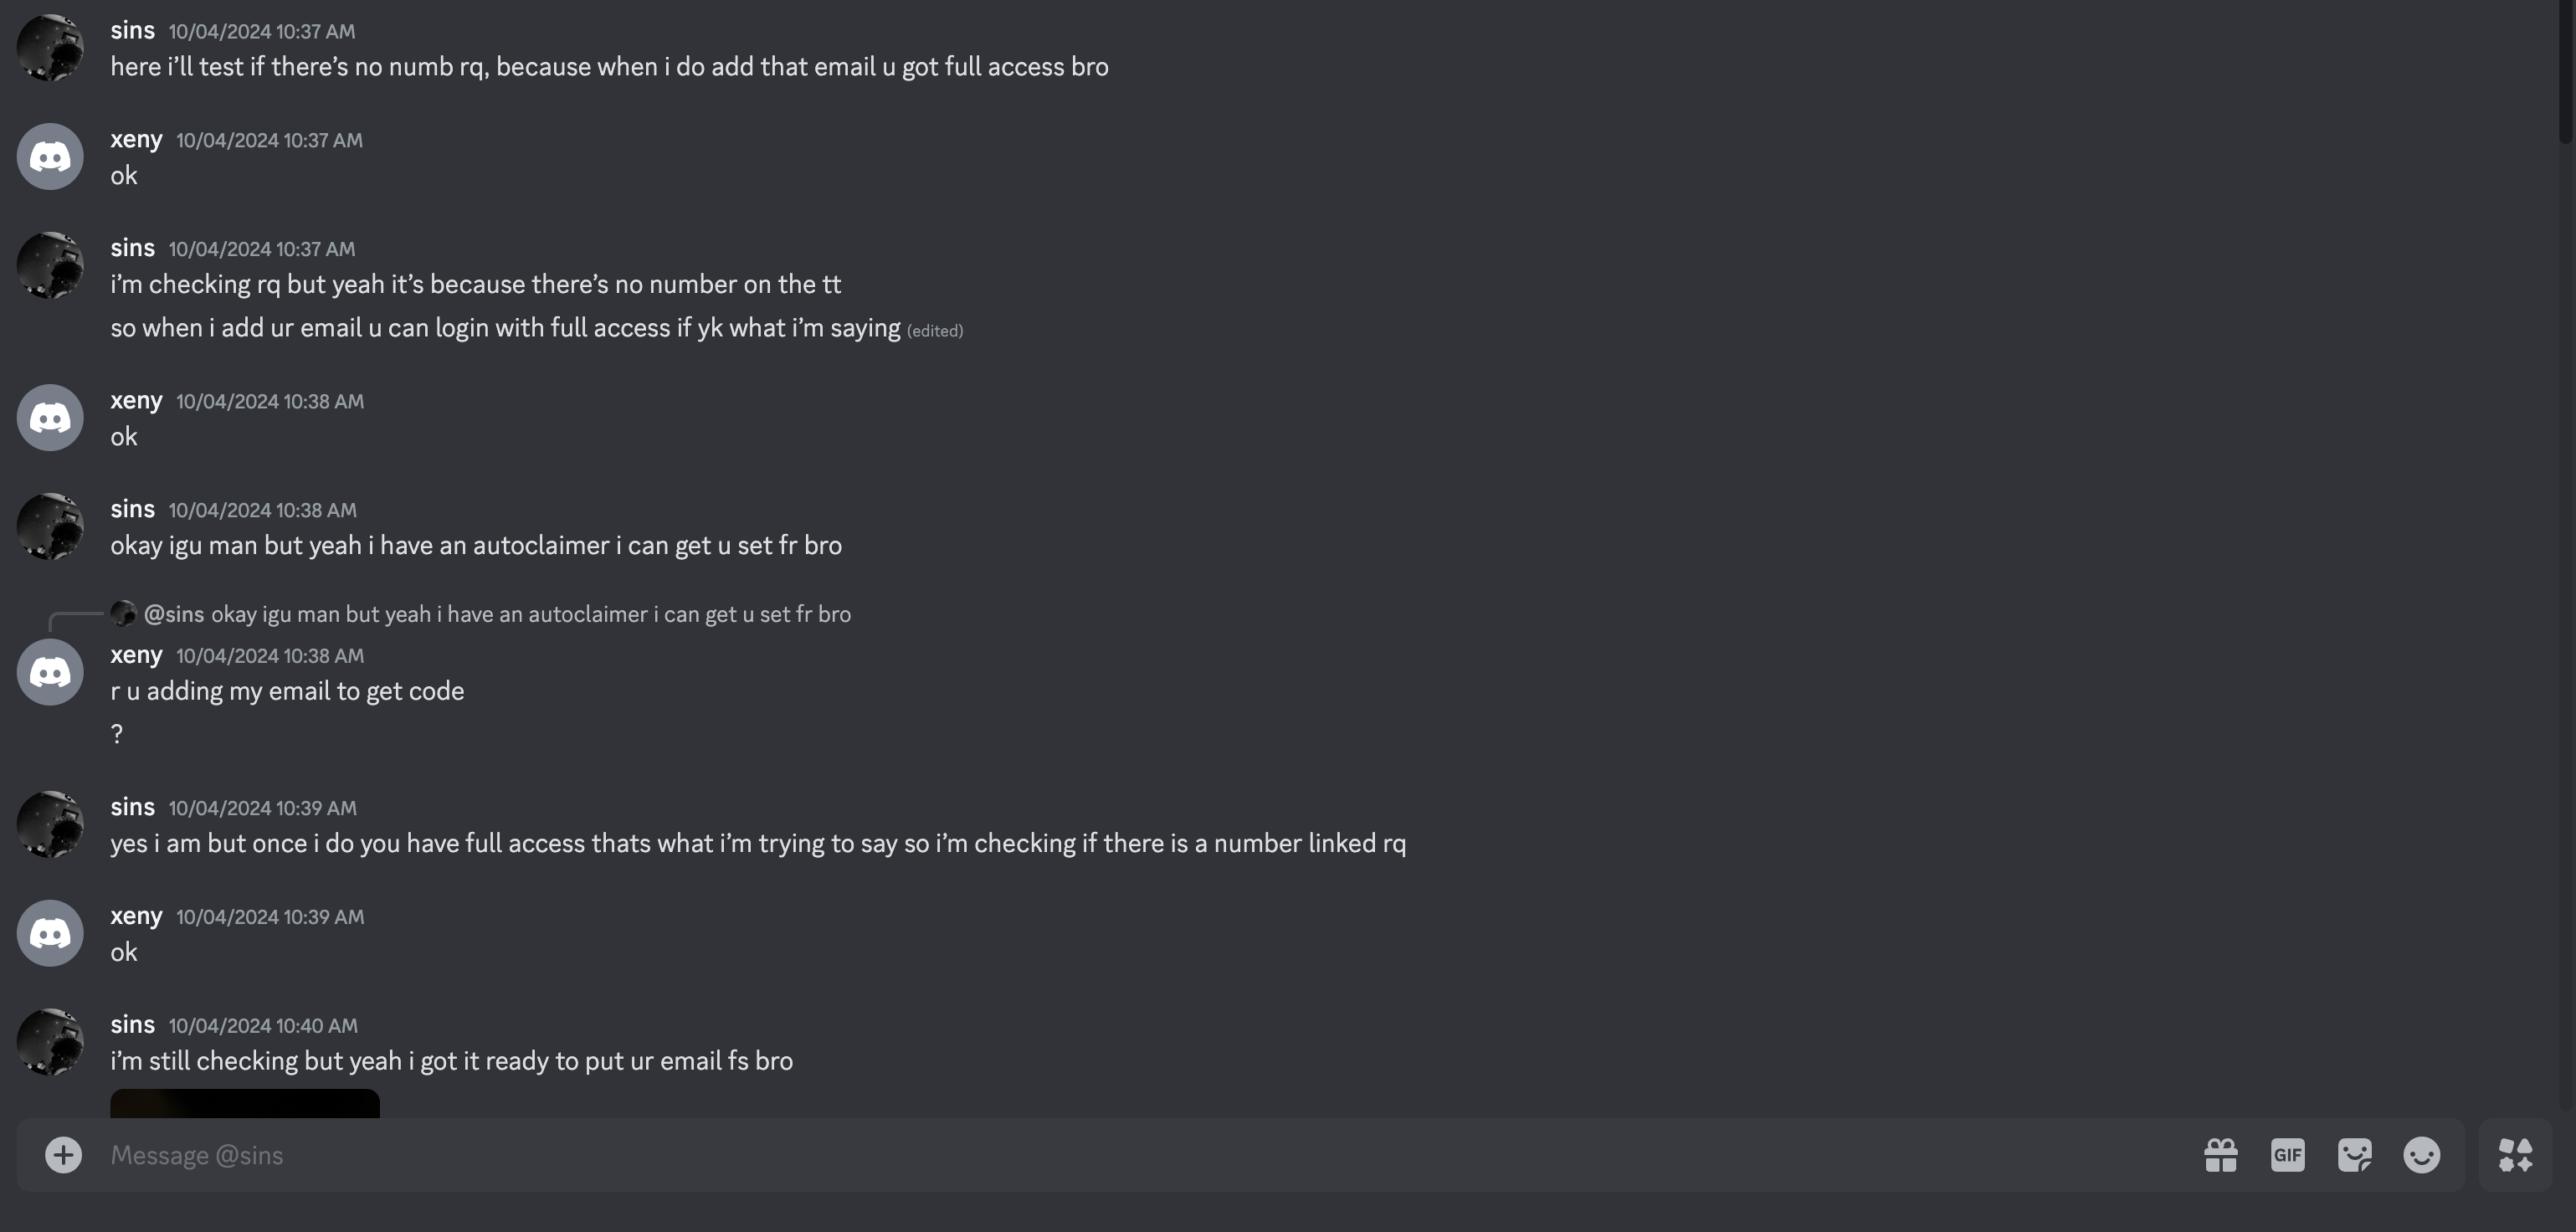 sins 10/04/2024 10:37 AM
here i’ll test if there’s no numb rq, because when i do add that email u got full access bro
xeny 10/04/2024 10:37 AM
ok
sins 10/04/2024 10:37 AM
i’m checking rq but yeah it’s because there’s no number on the tt
so when i add ur email u can login with full access if yk what i’m saying (edited)
xeny 10/04/2024 10:38 AM
ok
sins 10/04/2024 10:38 AM
okay igu man but yeah i have an autoclaimer i can get u set fr bro
@sins okay igu man but yeah i have an autoclaimer i can get u set fr bro
xeny 10/04/2024 10:38 AM
r u adding my email to get code
?
sins 10/04/2024 10:39 AM
yes i am but once i do you have full access thats what i’m trying to say so i’m checking if there is a number linked rq
xeny 10/04/2024 10:39 AM
ok
sins 10/04/2024 10:40 AM
i’m still checking but yeah i got it ready to put ur email fs bro
Message @sins
GIF